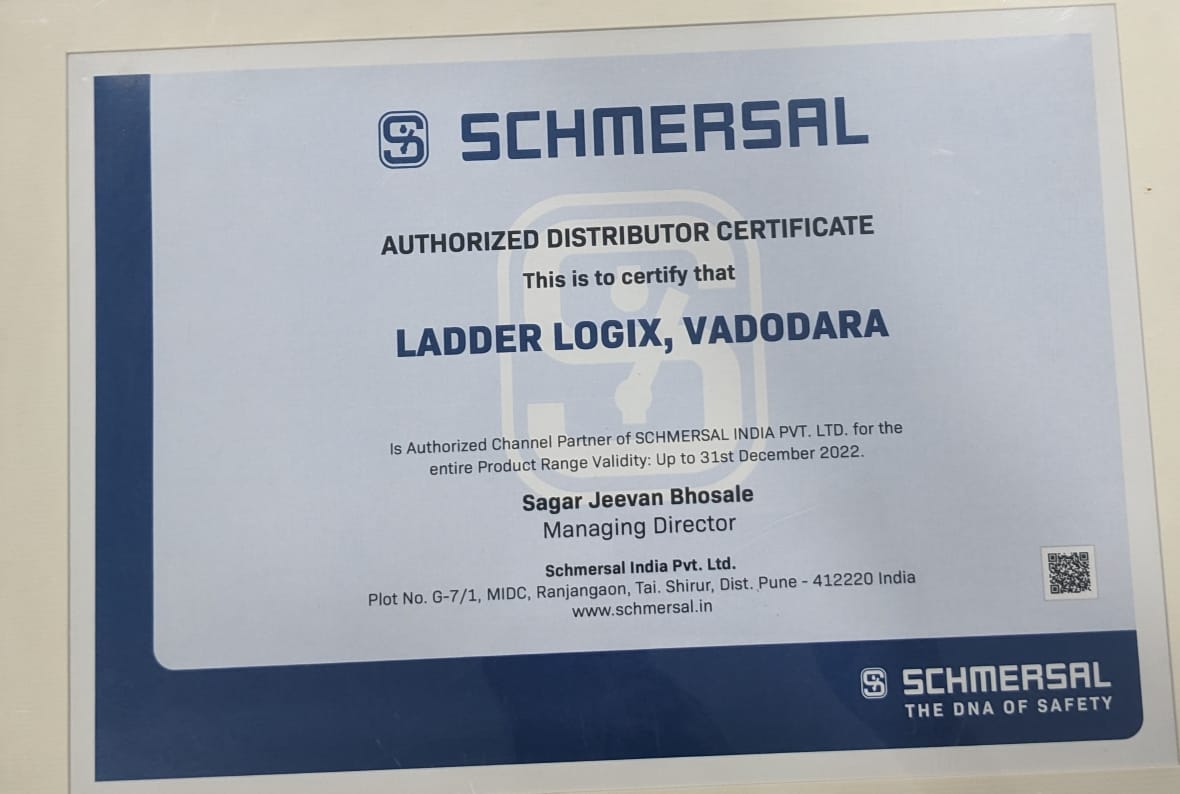 SCHMERSAL
AUTHORIZED DISTRIBUTOR CERTIFICATE
This is to certify that
LADDER LOGIX, VADODARA
Is Authorized Channel Partner of SCHMERSAL INDIA PVT. LTD. for the
entire Product Range Validity: Up to 31st December 2022.
Sagar Jeevan Bhosale
Managing Director
Schmersal India Pvt. Ltd.
Plot No. G-7/1, MIDC, Ranjangaon, Tai. Shirur, Dist. Pune - 412220 India
www.schmersal.in
SCHMERSAL
THE DNA OF SAFETY